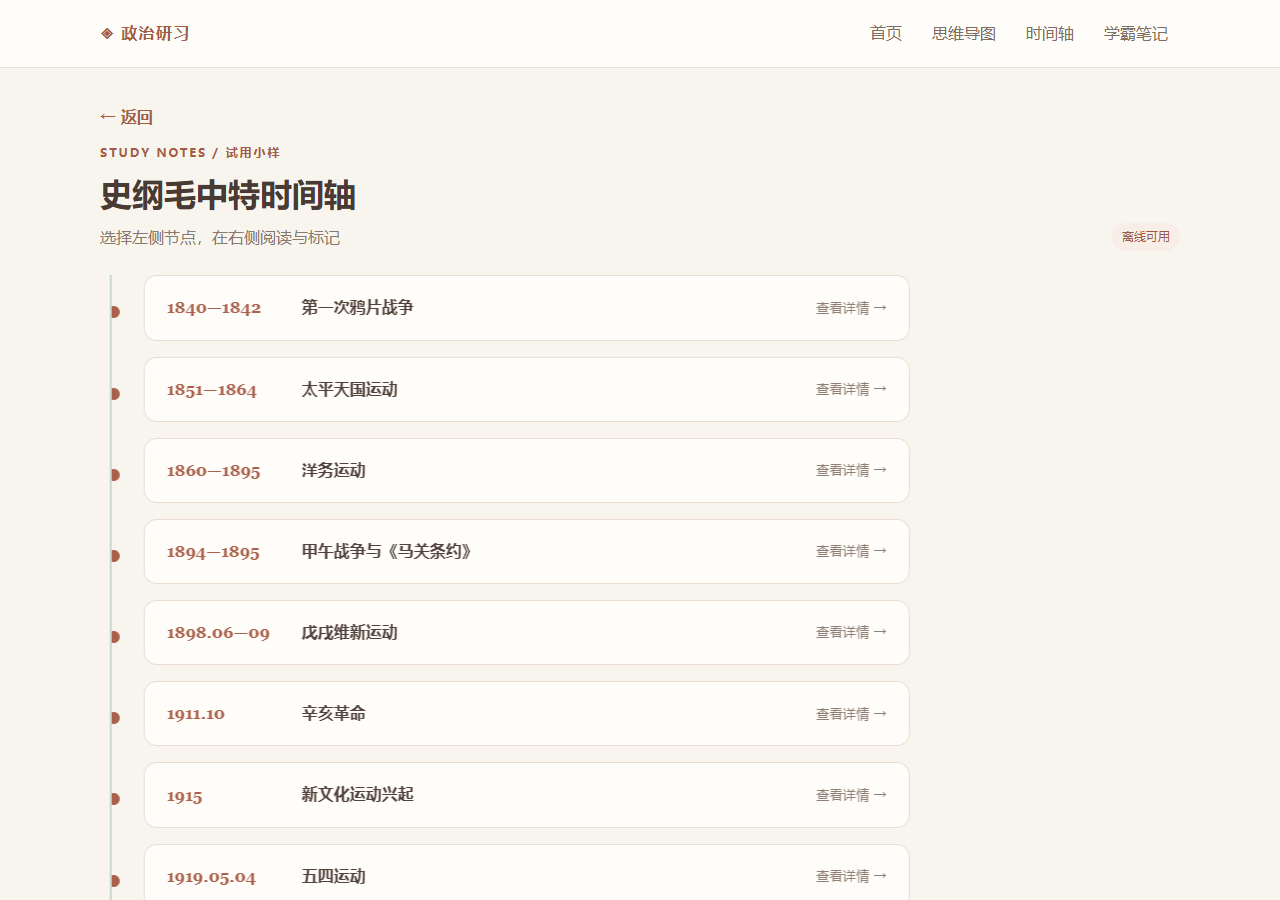 ◈ 政治研习
首页 思维导图 时间轴 学霸笔记
← 返回
STUDY NOTES / 试用小样
史纲毛中特时间轴
选择左侧节点，在右侧阅读与标记
离线可用
1840—1842 第一次鸦片战争 查看详情 →
1851—1864 太平天国运动 查看详情 →
1860—1895 洋务运动 查看详情 →
1894—1895 甲午战争与《马关条约》 查看详情 →
1898.06—09 戊戌维新运动 查看详情 →
1911.10 辛亥革命 查看详情 →
1915 新文化运动兴起 查看详情 →
1919.05.04 五四运动 查看详情 →